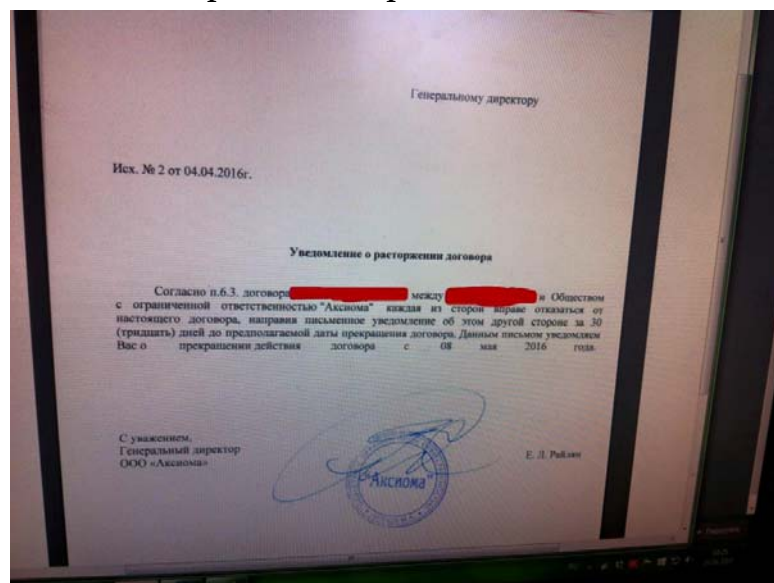 Генеральному директору
Исх. № 2 от 04.04.2016г.
Уведомление о расторжении договора
Согласно п.6.3. договора между и Обществом
с ограниченной ответственностью "Аксиома" каждая из сторон вправе отказаться от
настоящего договора, направив письменное уведомление об этом другой стороне за 30
(тридцать) дней до предполагаемой даты прекращения договора. Данным письмом уведомляем
Вас о прекращении действия договора с 08 мая 2016 года.
С уважением,
Генеральный директор
ООО «Аксиома»
Е. Л.
"Аксиома"